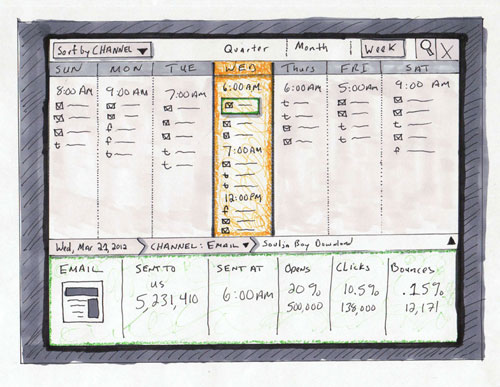 Sort by CHANNEL ▼
Quarter Month Week X
SUN MON TUE WED Thurs FRI SAT
8:00 AM
9:00 AM
7:00 AM
6:00 AM
6:00 AM
5:00 AM
9:00 AM
t
f
t
t
t
7:00 AM
t
t
12:00 PM
f
t
t
t
t
f
Wed, Mar 2012 CHANNEL: EMAIL ▼ Soulja Boy Download ▲
EMAIL
SENT TO
US
5,231,410
SENT AT
6:00 AM
Opens
20%
500,000
Clicks
10.5%
138,000
Bounces
.15%
12,171